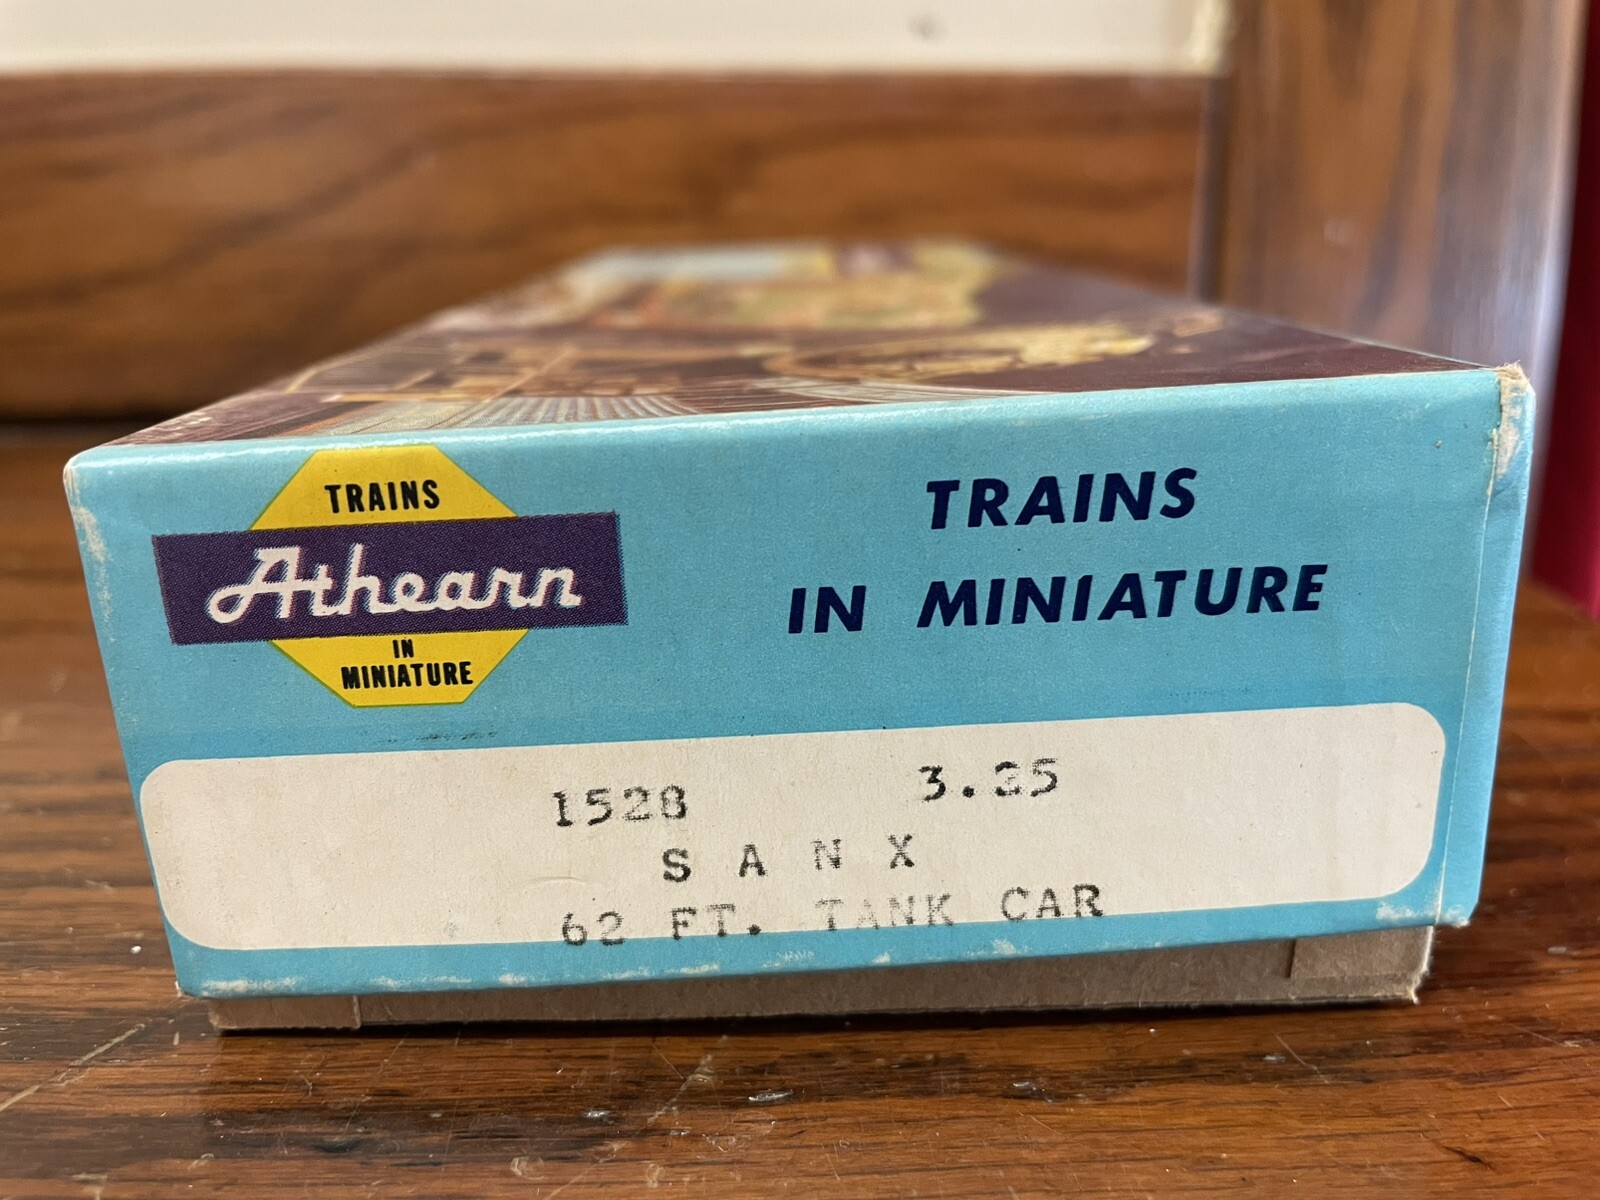 TRAINS
Athearn
IN
MINIATURE
TRAINS
IN MINIATURE
1528 3.25
S A N X
62 FT. TANK CAR